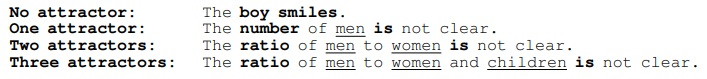 No attractor: The boy smiles.
One attractor: The number of men is not clear.
Two attractors: The ratio of men to women is not clear.
Three attractors: The ratio of men to women and children is not clear.